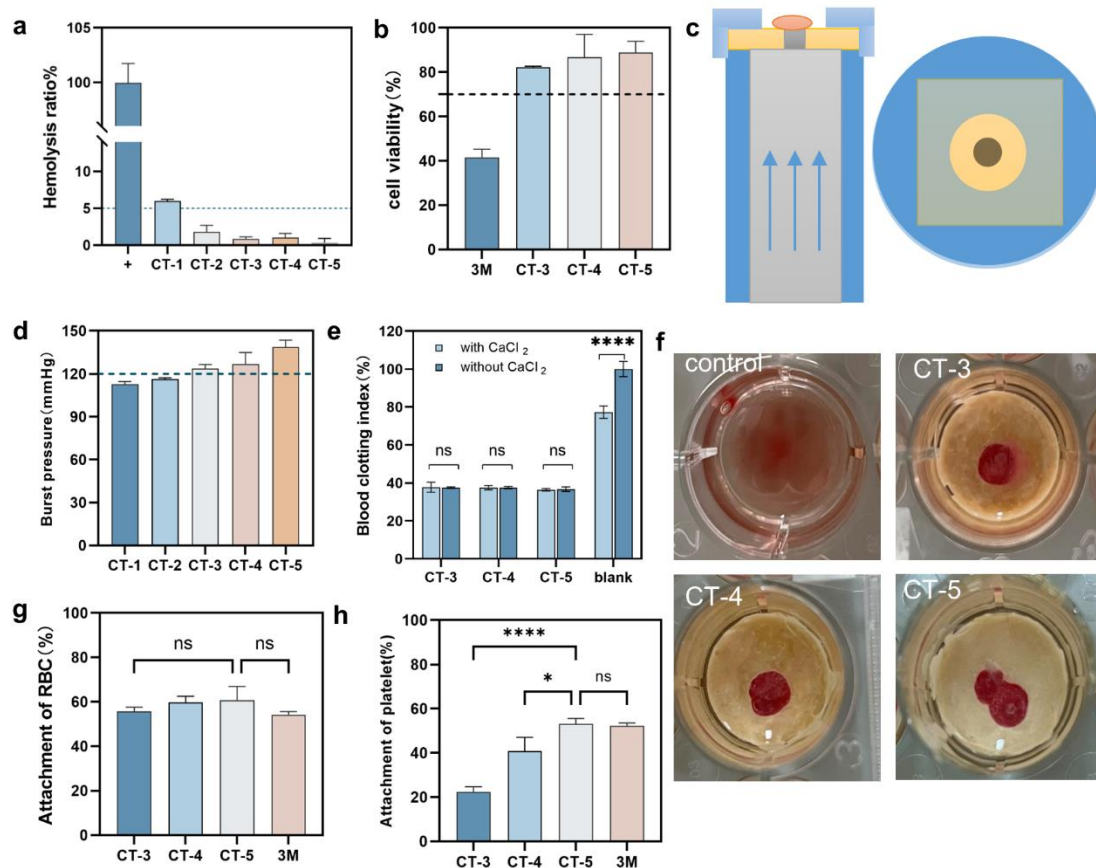 a
Hemolysis ratio%
105
100
10
5
0
+ CT-1 CT-2 CT-3 CT-4 CT-5
b
cell viability(%)
100
80
60
40
20
0
3M CT-3 CT-4 CT-5
c
d
Burst pressure(mmHg)
150
120
90
60
30
0
CT-1 CT-2 CT-3 CT-4 CT-5
e
Blood clotting index(%)
120
100
80
60
40
20
0
with CaCl 2
without CaCl 2
****
ns ns ns
CT-3 CT-4 CT-5 blank
f
control
CT-3
CT-4
CT-5
g
Attachment of RBC(%)
100
80
60
40
20
0
ns ns
CT-3 CT-4 CT-5 3M
h
Attachment of platelet(%)
100
80
60
40
20
0
****
* ns
CT-3 CT-4 CT-5 3M